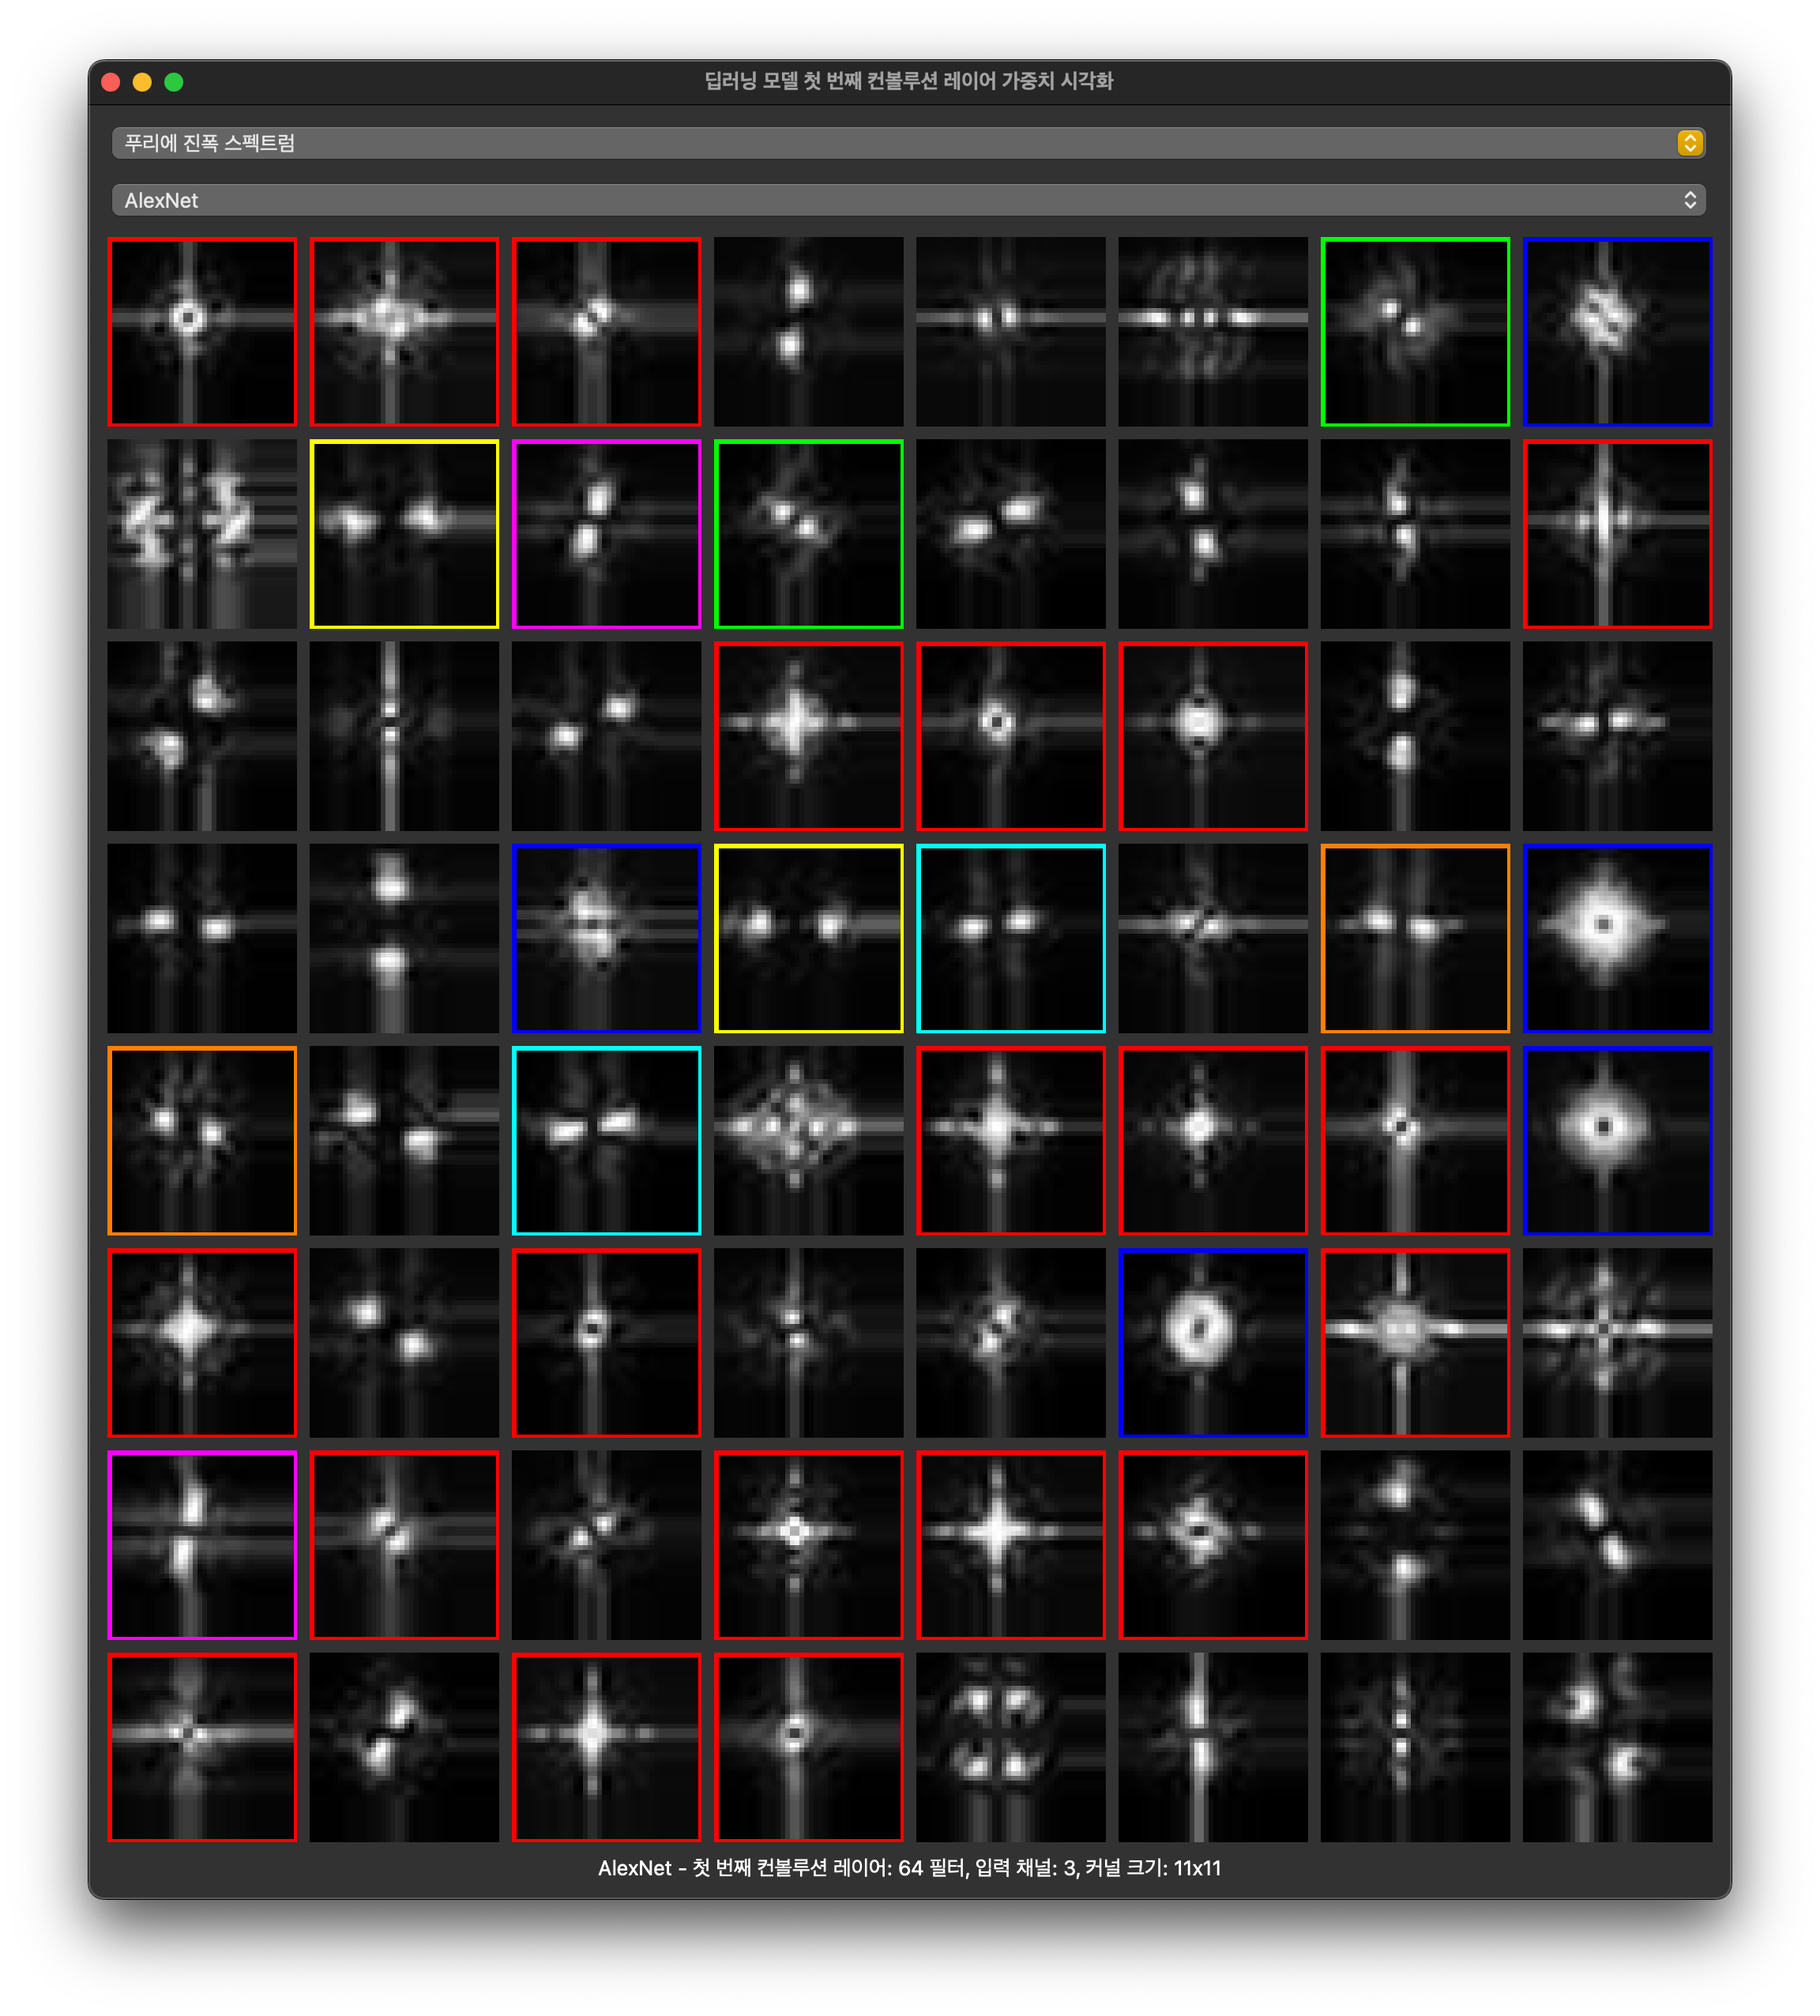 딥러닝 모델 첫 번째 컨볼루션 레이어 가중치 시각화
푸리에 진폭 스펙트럼
AlexNet
AlexNet - 첫 번째 컨볼루션 레이어: 64 필터, 입력 채널: 3, 커널 크기: 11x11